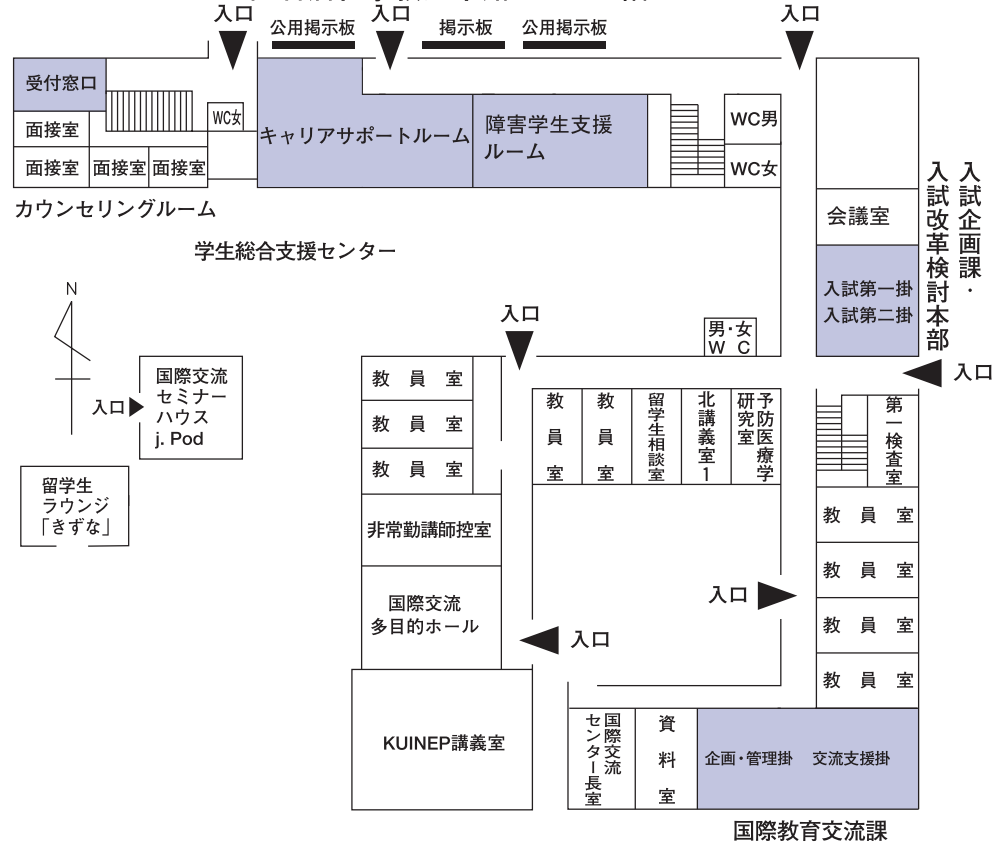 入口
公用掲示板
入口
掲示板
公用掲示板
入口
受付窓口
面接室
面接室
面接室
面接室
WC女
キャリアサポートルーム
障害学生支援
ルーム
WC男
WC女
カウンセリングルーム
学生総合支援センター
会議室
入試第一掛
入試第二掛
入試企画課・
入試改革検討本部
N
入口
男・女
W C
入口
国際交流
セミナー
ハウス
j. Pod
入口
留学生
ラウンジ
「きずな」
教 員 室
教 員 室
教 員 室
非常勤講師控室
国際交流
多目的ホール
KUINEP講義室
教員室
教員室
留学生相談室
北講義室1
予防医療学
研究室
第一検査室
教 員 室
教 員 室
教 員 室
教 員 室
入口
入口
国際交流
センター長室
資料室
企画・管理掛
交流支援掛
国際教育交流課